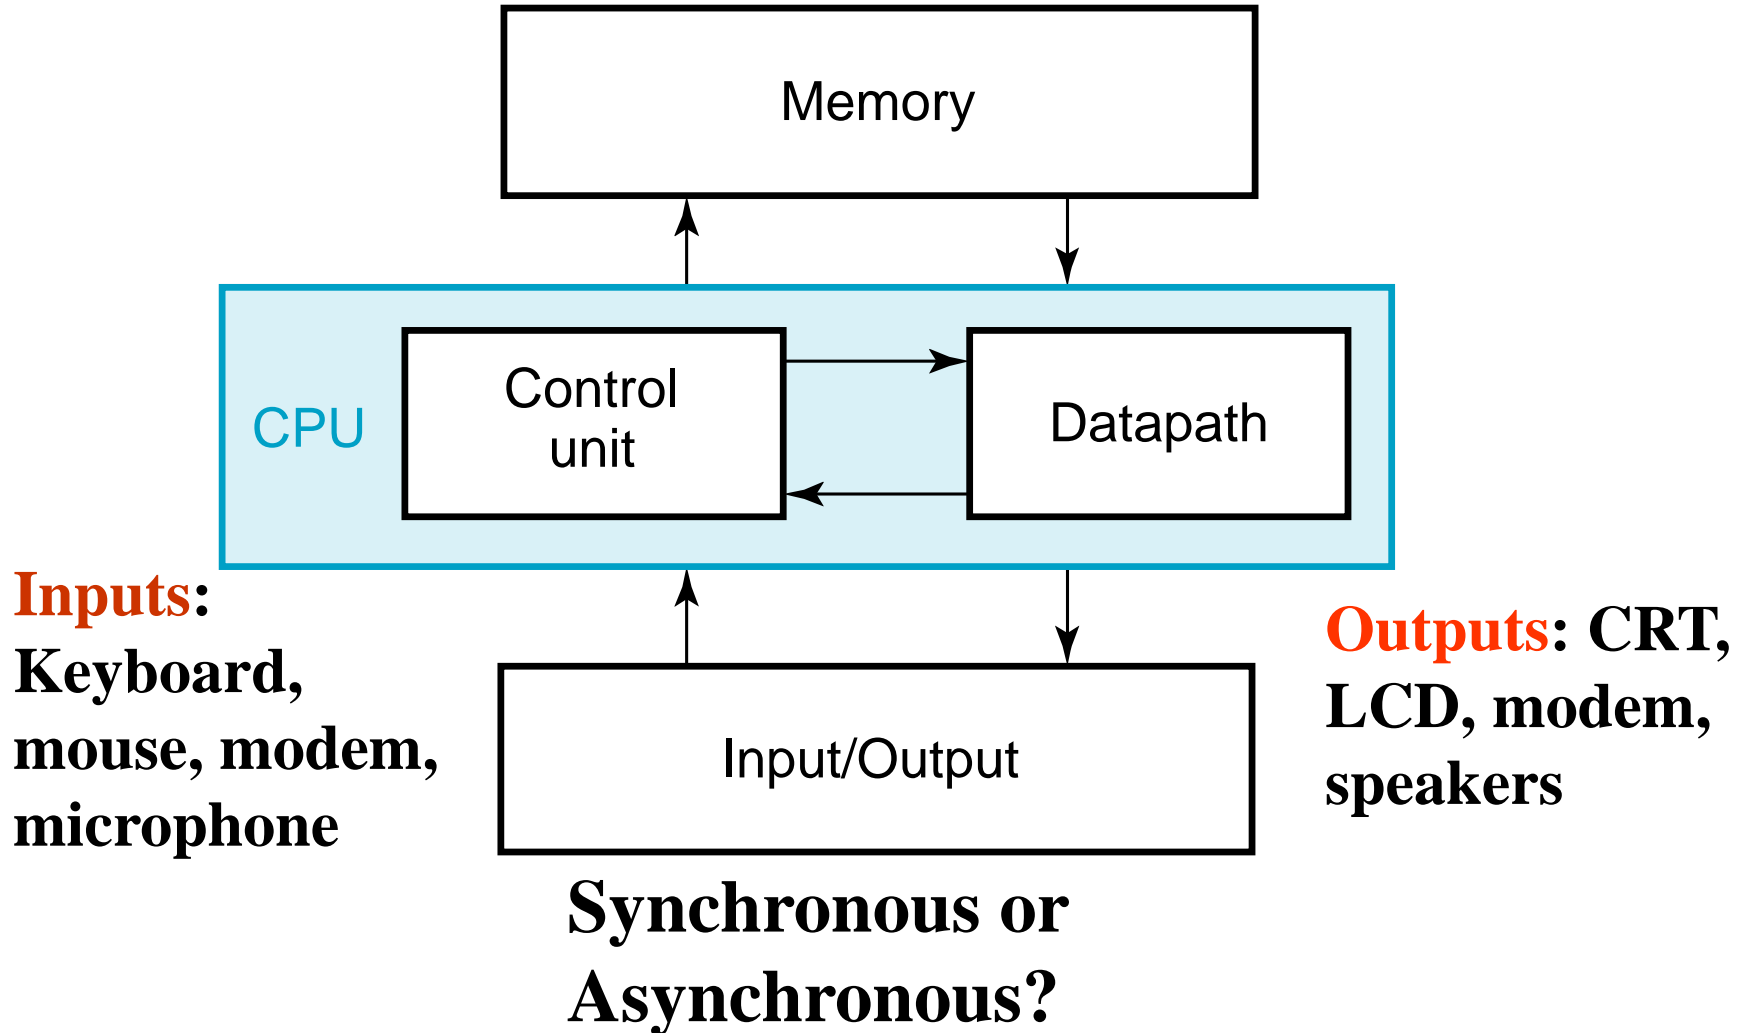 Memory
CPU
Control
unit
Datapath
Inputs:
Keyboard,
mouse, modem,
microphone
Outputs: CRT,
LCD, modem,
speakers
Input/Output
Synchronous or
Asynchronous?